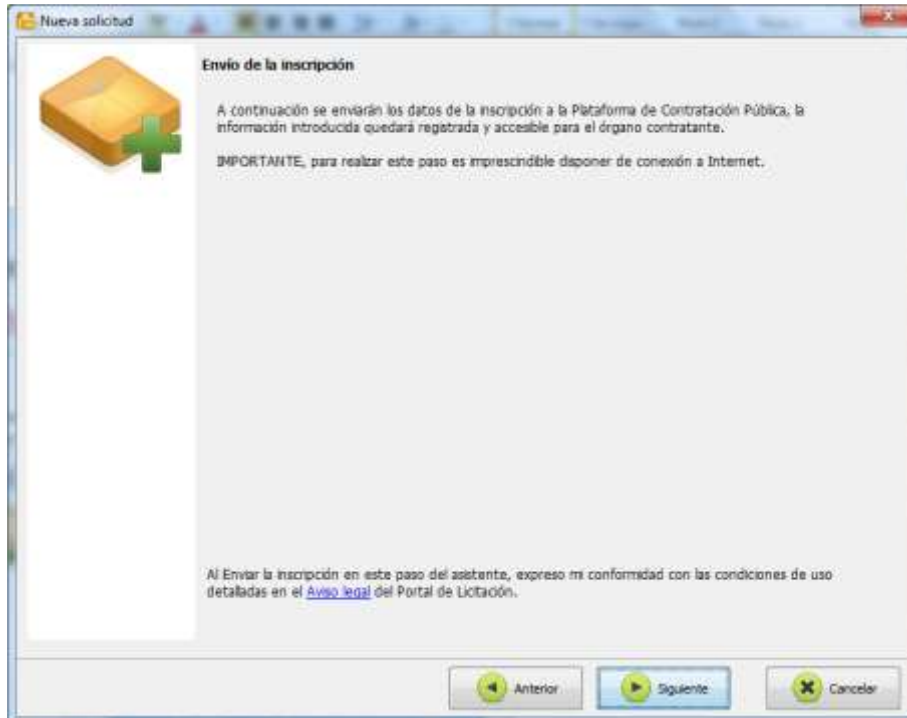 Nueva solicitud
Envío de la inscripción
A continuación se enviarán los datos de la inscripción a la Plataforma de Contratación Pública, la
información introducida quedará registrada y accesible para el órgano contratante.
IMPORTANTE, para realizar este paso es imprescindible disponer de conexión a Internet.
Al Enviar la inscripción en este paso del asistente, expreso mi conformidad con las condiciones de uso
detalladas en el Aviso legal del Portal de Licitación.
Anterior
Siguiente
Cancelar